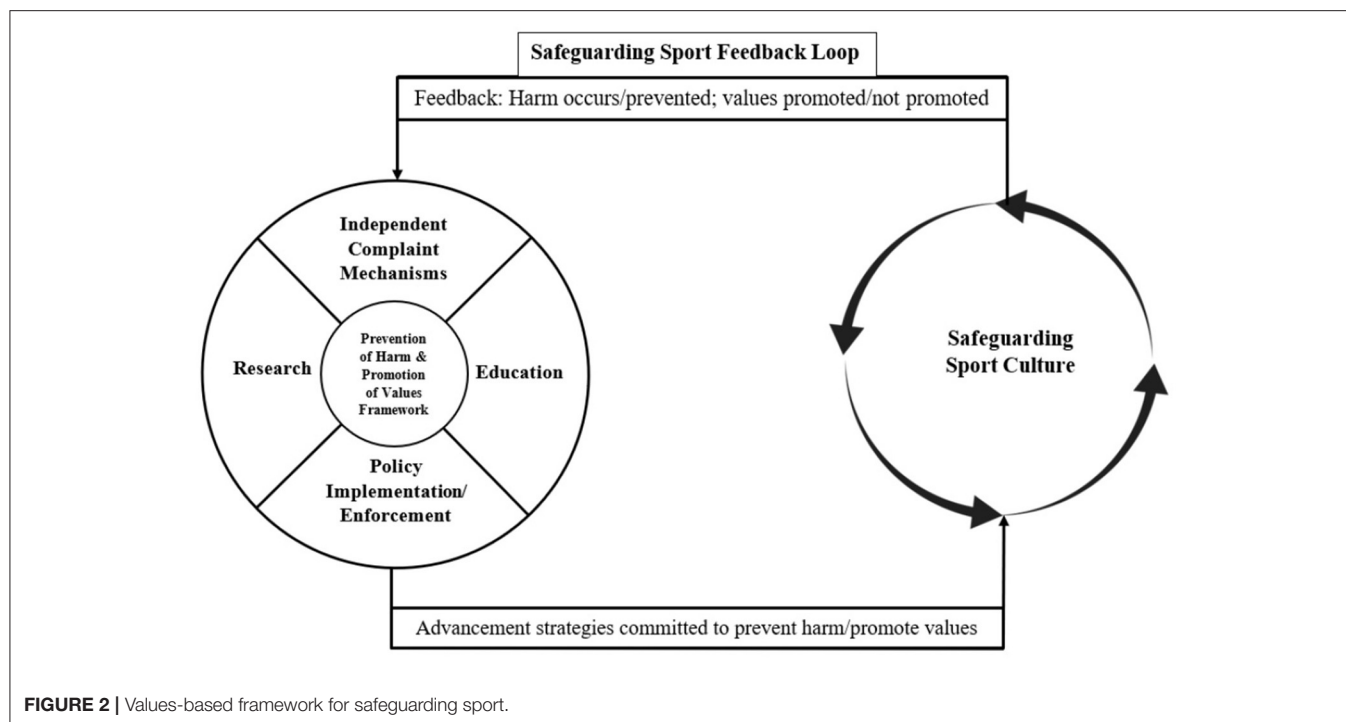 Safeguarding Sport Feedback Loop
Feedback: Harm occurs/prevented; values promoted/not promoted
Independent
Complaint
Mechanisms
Research
Prevention
of Harm &
Promotion
of Values
Framework
Education
Policy
Implementation/
Enforcement
Safeguarding
Sport Culture
Advancement strategies committed to prevent harm/promote values
FIGURE 2 | Values-based framework for safeguarding sport.